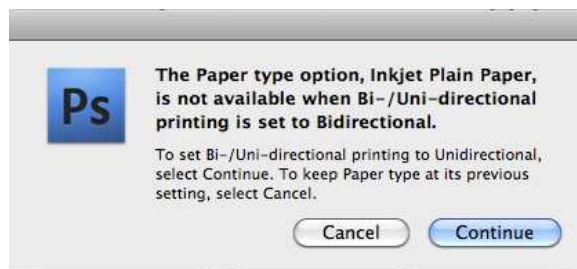 Ps
The Paper type option, Inkjet Plain Paper,
is not available when Bi-/Uni-directional
printing is set to Bidirectional.
To set Bi-/Uni-directional printing to Unidirectional,
select Continue. To keep Paper type at its previous
setting, select Cancel.
Cancel Continue